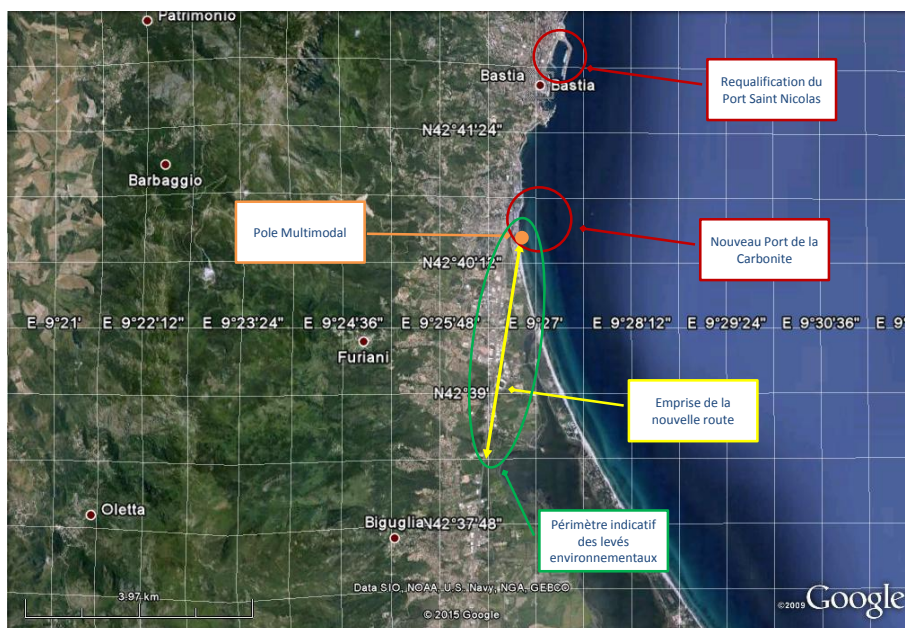 Patrimonio
Bastia
Bastia
Requalification du
Port Saint Nicolas
N42°41'24"
Barbaggio
Pole Multimodal
Nouveau Port de la
Carbonite
N42°40'12"
E 9°21' E 9°22'12" E 9°23'24" E 9°24'36" E 9°25'48" E 9°27' E 9°28'12" E 9°29'24" E 9°30'36" E 9°
Furiani
N42°39'
Emprise de la
nouvelle route
Oletta
Biguglia
N42°37'48"
Périmètre indicatif
des levés
environnementaux
Data SIO, NOAA, U.S. Navy, NGA, GEBCO
3.97 km
© 2015 Google
©2009 Google